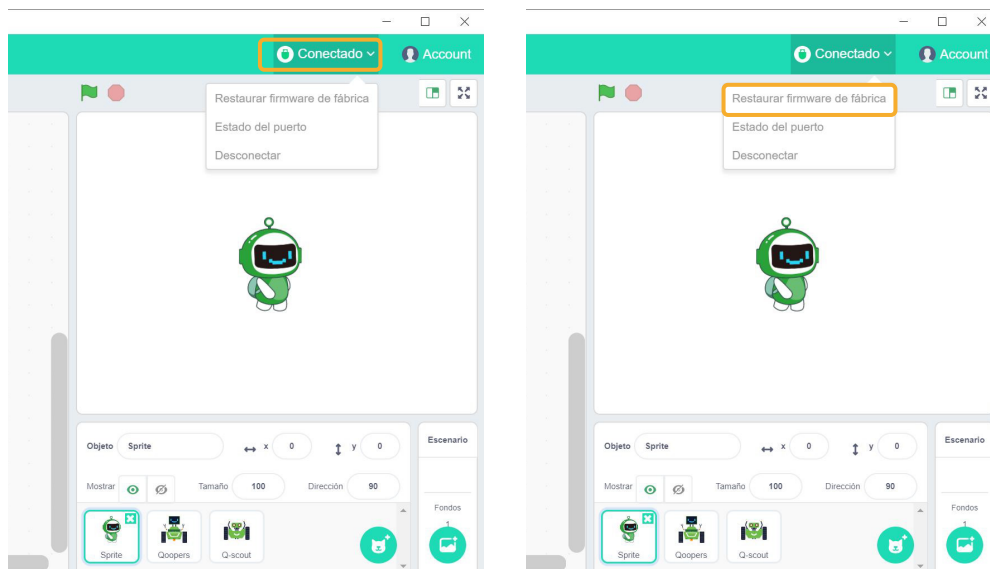 Conectado
Account
Restaurar firmware de fábrica
Estado del puerto
Desconectar
Objeto Sprite x 0 y 0
Escenario
Mostrar Tamaño 100 Dirección 90
Fondos
1
Sprite Qoopers Q-scout
Conectado
Account
Restaurar firmware de fábrica
Estado del puerto
Desconectar
Objeto Sprite x 0 y 0
Escenario
Mostrar Tamaño 100 Dirección 90
Fondos
1
Sprite Qoopers Q-scout